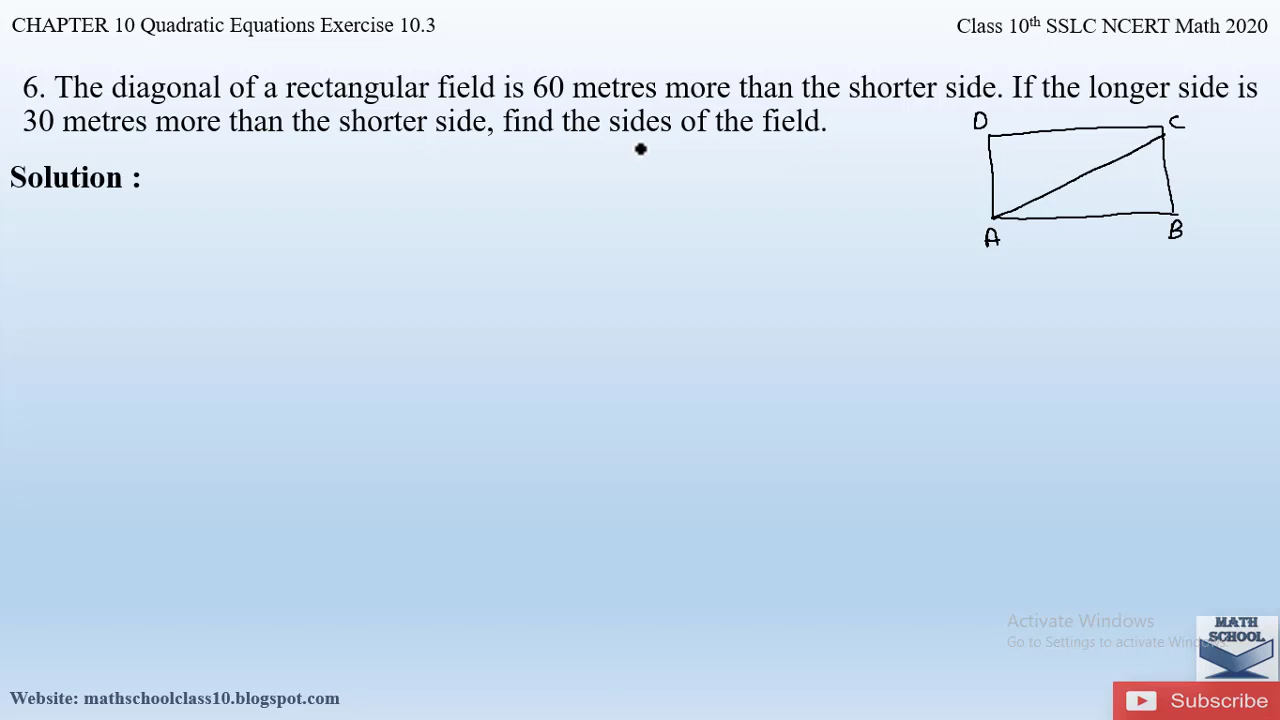 CHAPTER 10 Quadratic Equations Exercise 10.3
Class 10th SSLC NCERT Math 2020
6. The diagonal of a rectangular field is 60 metres more than the shorter side. If the longer side is
30 metres more than the shorter side, find the sides of the field.
D C
Solution :
A B
Activate Windows
Go to Settings to activate Windows.
MATH
SCHOOL
Website: mathschoolclass10.blogspot.com
Subscribe